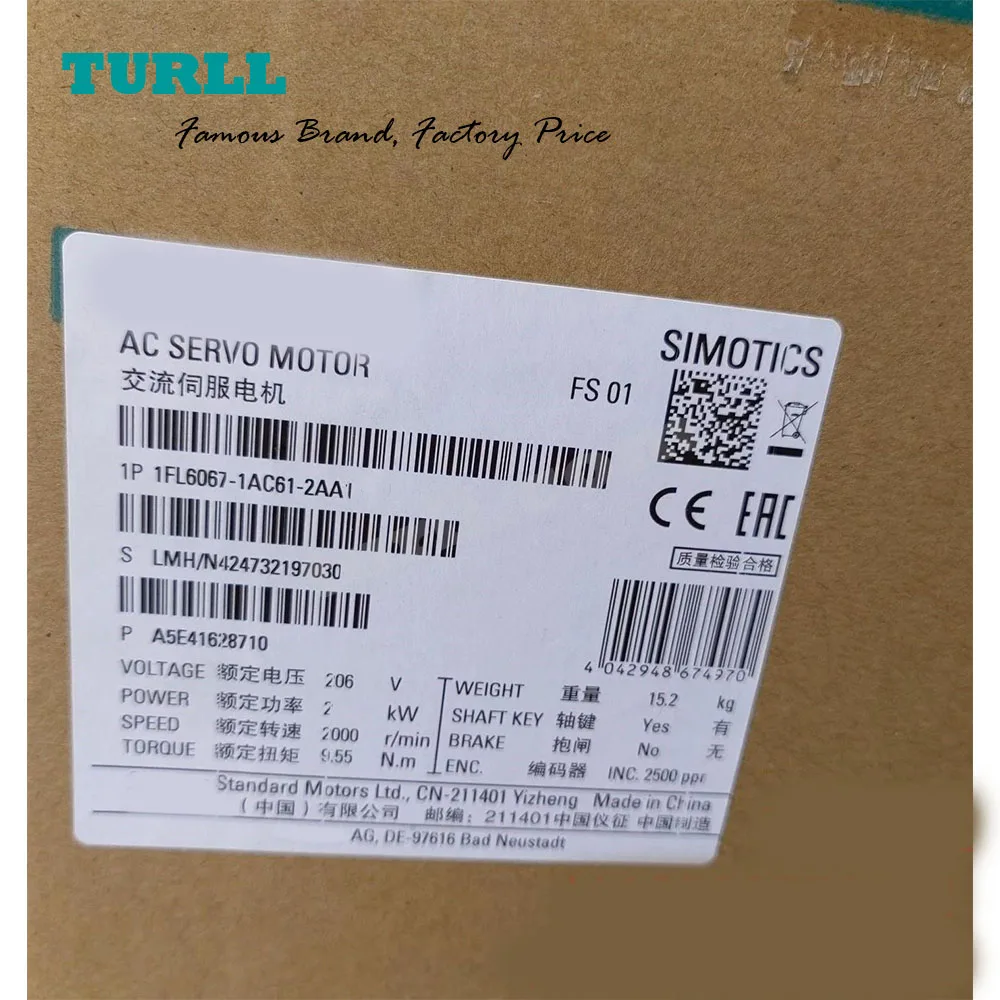 TURLL
Famous Brand, Factory Price
AC SERVO MOTOR
交流伺服电机
FS 01
SIMOTICS
1P 1FL6067-1AC61-2AA1
S LMH/N424732197030
P A5E41628710
质量检验合格
4 042948 674970
VOLTAGE 额定电压 206 V
POWER 额定功率 2 kW
SPEED 额定转速 2000 r/min
TORQUE 额定扭矩 9.55 N.m
WEIGHT 重量 15.2 kg
SHAFT KEY 轴键 Yes 有
BRAKE 抱闸 No 无
ENC. 编码器 INC. 2500 ppr
Standard Motors Ltd., CN-211401 Yizheng Made in China
（中国）有限公司 邮编：211401中国仪征 中国制造
AG, DE-97616 Bad Neustadt